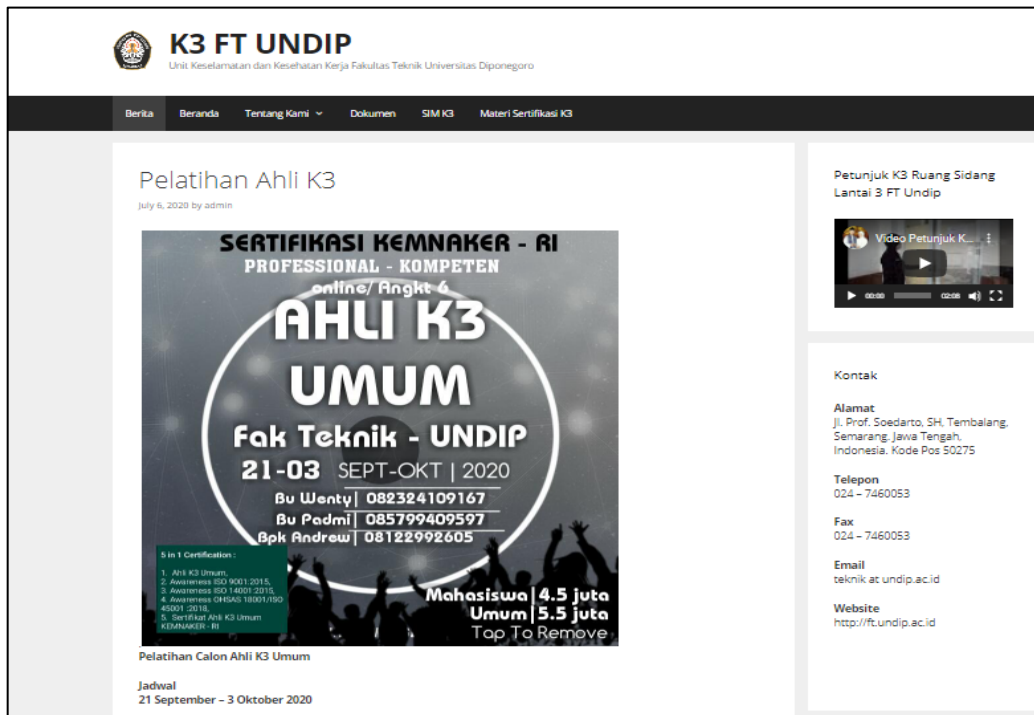 K3 FT UNDIP
Unit Keselamatan dan Kesehatan Kerja Fakultas Teknik Universitas Diponegoro
Berita Beranda Tentang Kami Dokumen SIM K3 Materi Sertifikasi K3
Pelatihan Ahli K3
July 6, 2020 by admin
SERTIFIKASI KEMNAKER - RI
PROFESSIONAL - KOMPETEN
online/ Angkt 6
AHLI K3
UMUM
Fak Teknik - UNDIP
21-03 SEPT-OKT | 2020
Bu Wenty| 082324109167
Bu Padmi| 085799409597
Bpk Andrew| 08122992605
5 in 1 Certification :
1. Ahli K3 Umum,
2. Awareness ISO 9001:2015,
3. Awareness ISO 14001:2015,
4. Awareness OHSAS 18001/ISO
45001 :2018,
5. Sertifikat Ahli K3 Umum
KEMNAKER - RI
Mahasiswa|4.5 juta
Umum|5.5 juta
Tap To Remove
Pelatihan Calon Ahli K3 Umum
Jadwal
21 September – 3 Oktober 2020
Petunjuk K3 Ruang Sidang
Lantai 3 FT Undip
Video Petunjuk K...
00:00 02:06
Kontak
Alamat
Jl. Prof. Soedarto, SH, Tembalang,
Semarang, Jawa Tengah,
Indonesia. Kode Pos 50275
Telepon
024 – 7460053
Fax
024 – 7460053
Email
teknik at undip.ac.id
Website
http://ft.undip.ac.id